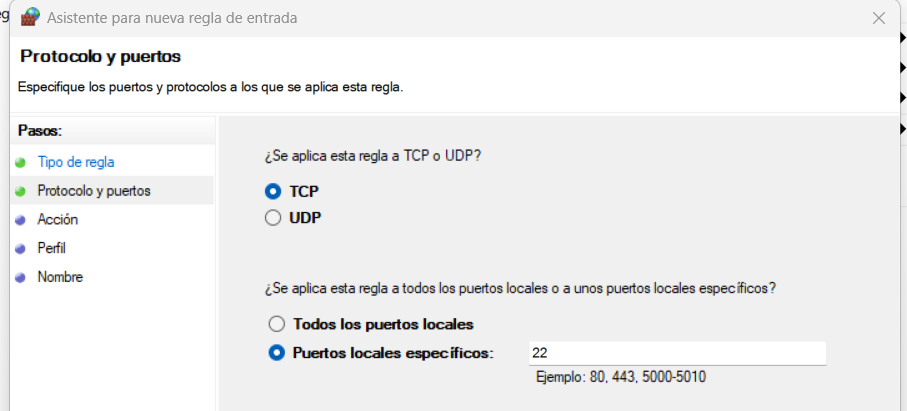 Asistente para nueva regla de entrada
Protocolo y puertos
Especifique los puertos y protocolos a los que se aplica esta regla.
Pasos:
Tipo de regla
Protocolo y puertos
Acción
Perfil
Nombre
¿Se aplica esta regla a TCP o UDP?
TCP
UDP
¿Se aplica esta regla a todos los puertos locales o a unos puertos locales específicos?
Todos los puertos locales
Puertos locales específicos: 22
Ejemplo: 80, 443, 5000-5010